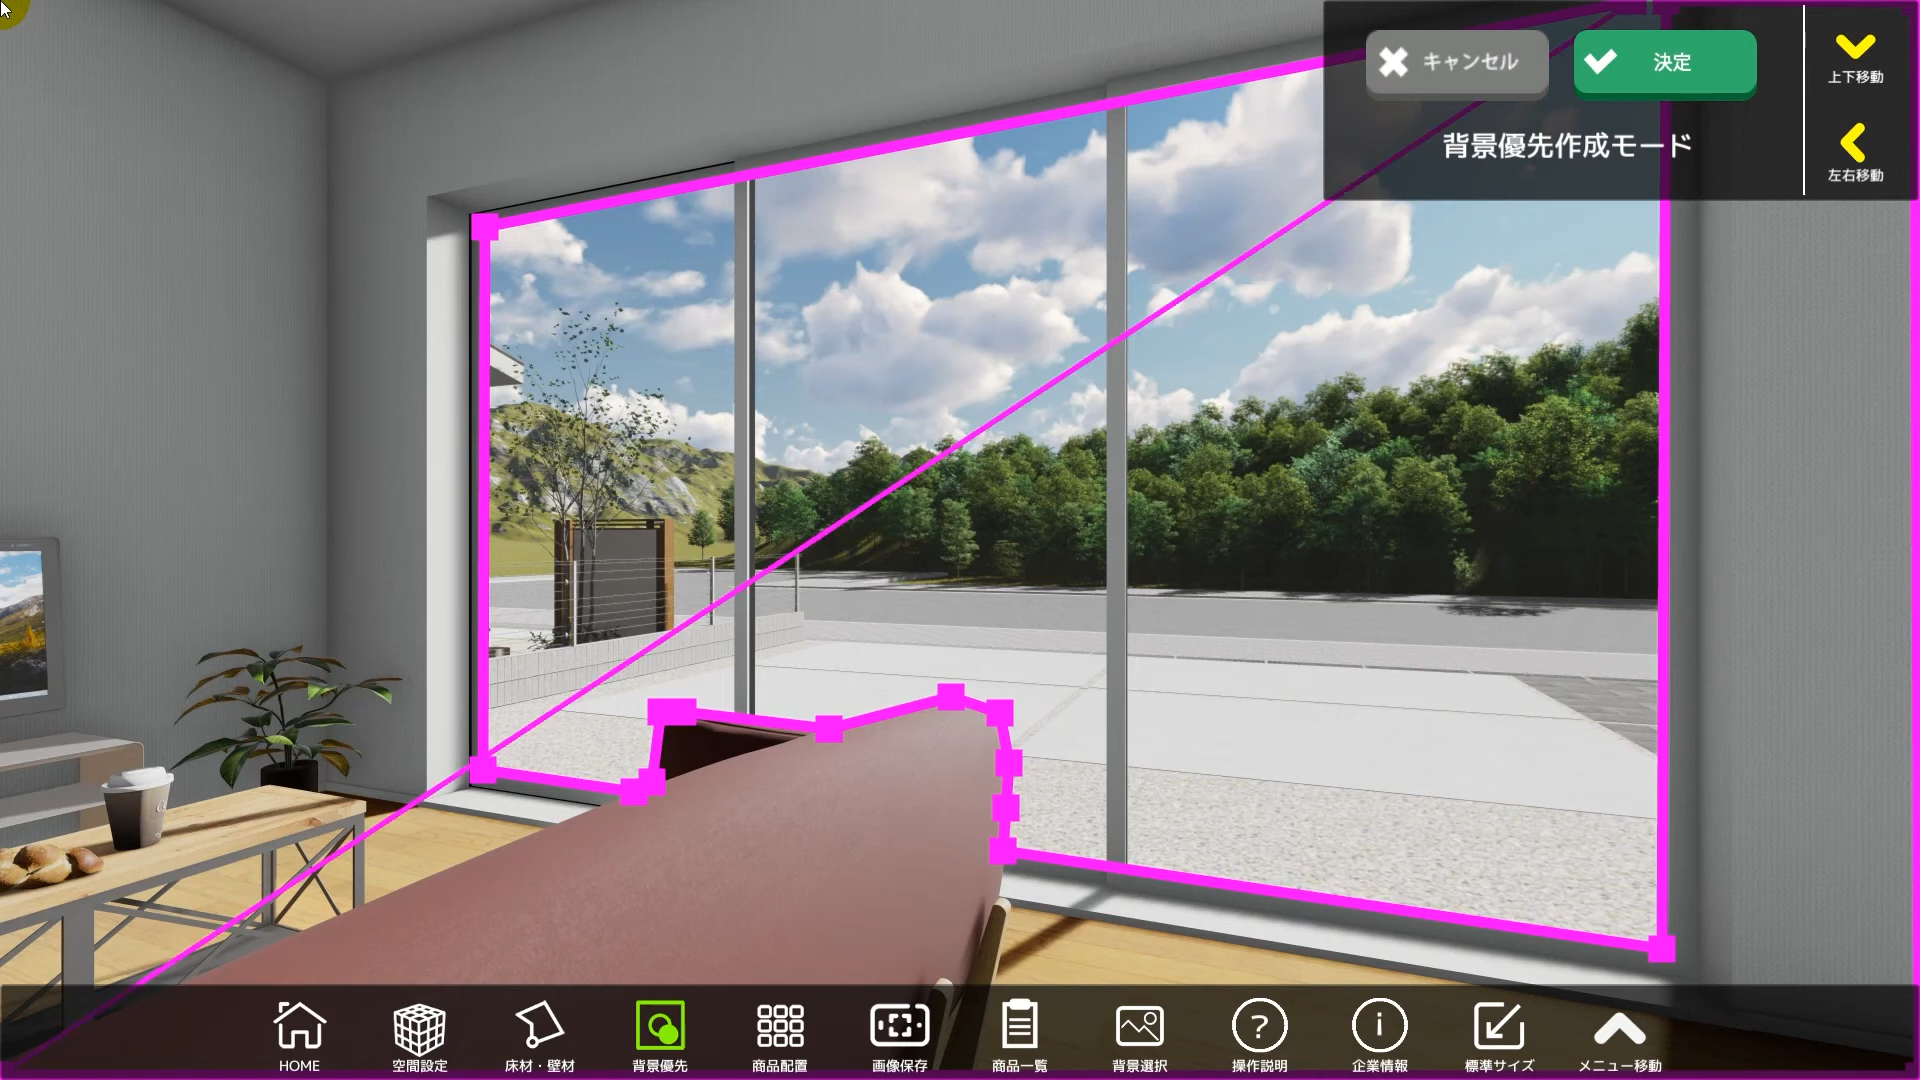 キャンセル
決定
背景優先作成モード
上下移動
左右移動
HOME
空間設定
床材・壁材
背景優先
商品配置
画像保存
商品一覧
背景選択
操作説明
企業情報
標準サイズ
メニュー移動